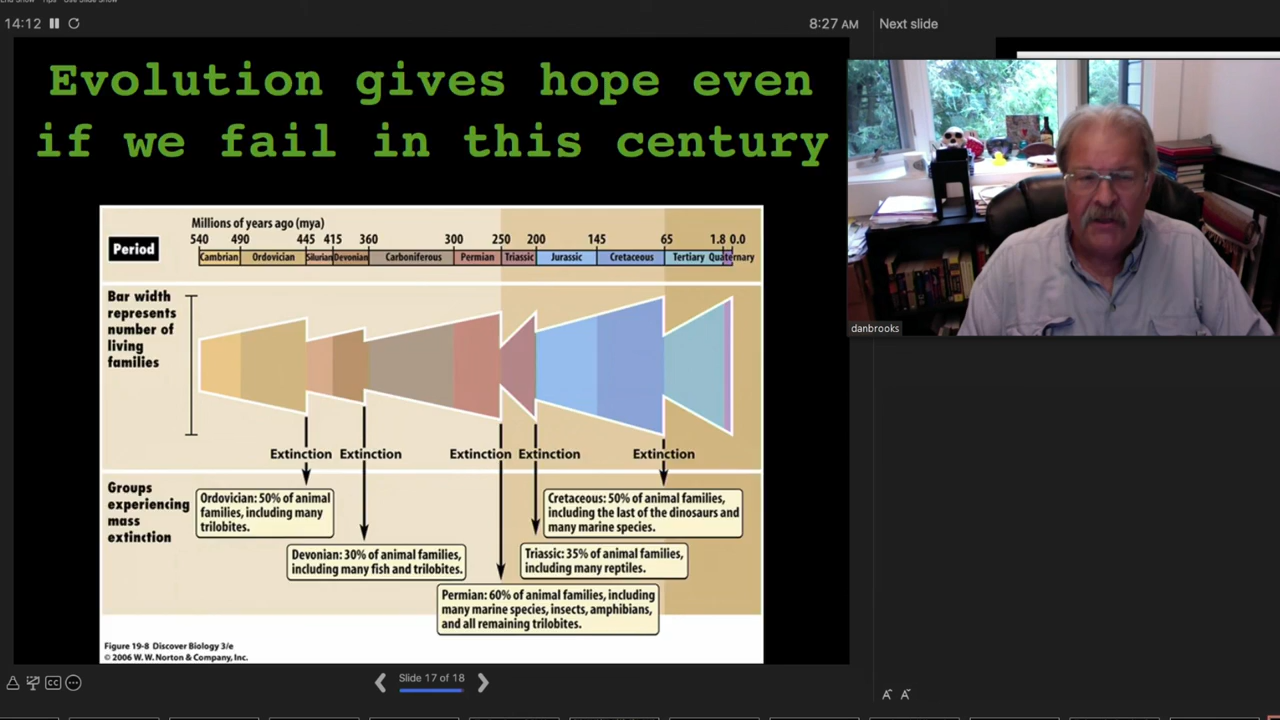 14:12
8:27 AM
Next slide
Evolution gives hope even
if we fail in this century
Millions of years ago (mya)
540 490 445 415 360 300 250 200 145 65 1.8 0.0
Period
Cambrian Ordovician Silurian Devonian Carboniferous Permian Triassic Jurassic Cretaceous Tertiary Quaternary
Bar width
represents
number of
living
families
Extinction Extinction Extinction Extinction Extinction
Groups
experiencing
mass
extinction
Ordovician: 50% of animal
families, including many
trilobites.
Cretaceous: 50% of animal families,
including the last of the dinosaurs and
many marine species.
Devonian: 30% of animal families,
including many fish and trilobites.
Triassic: 35% of animal families,
including many reptiles.
Permian: 60% of animal families, including
many marine species, insects, amphibians,
and all remaining trilobites.
Figure 19-8 Discover Biology 3/e
© 2006 W. W. Norton & Company, Inc.
danbrooks
CC
Slide 17 of 18
A A